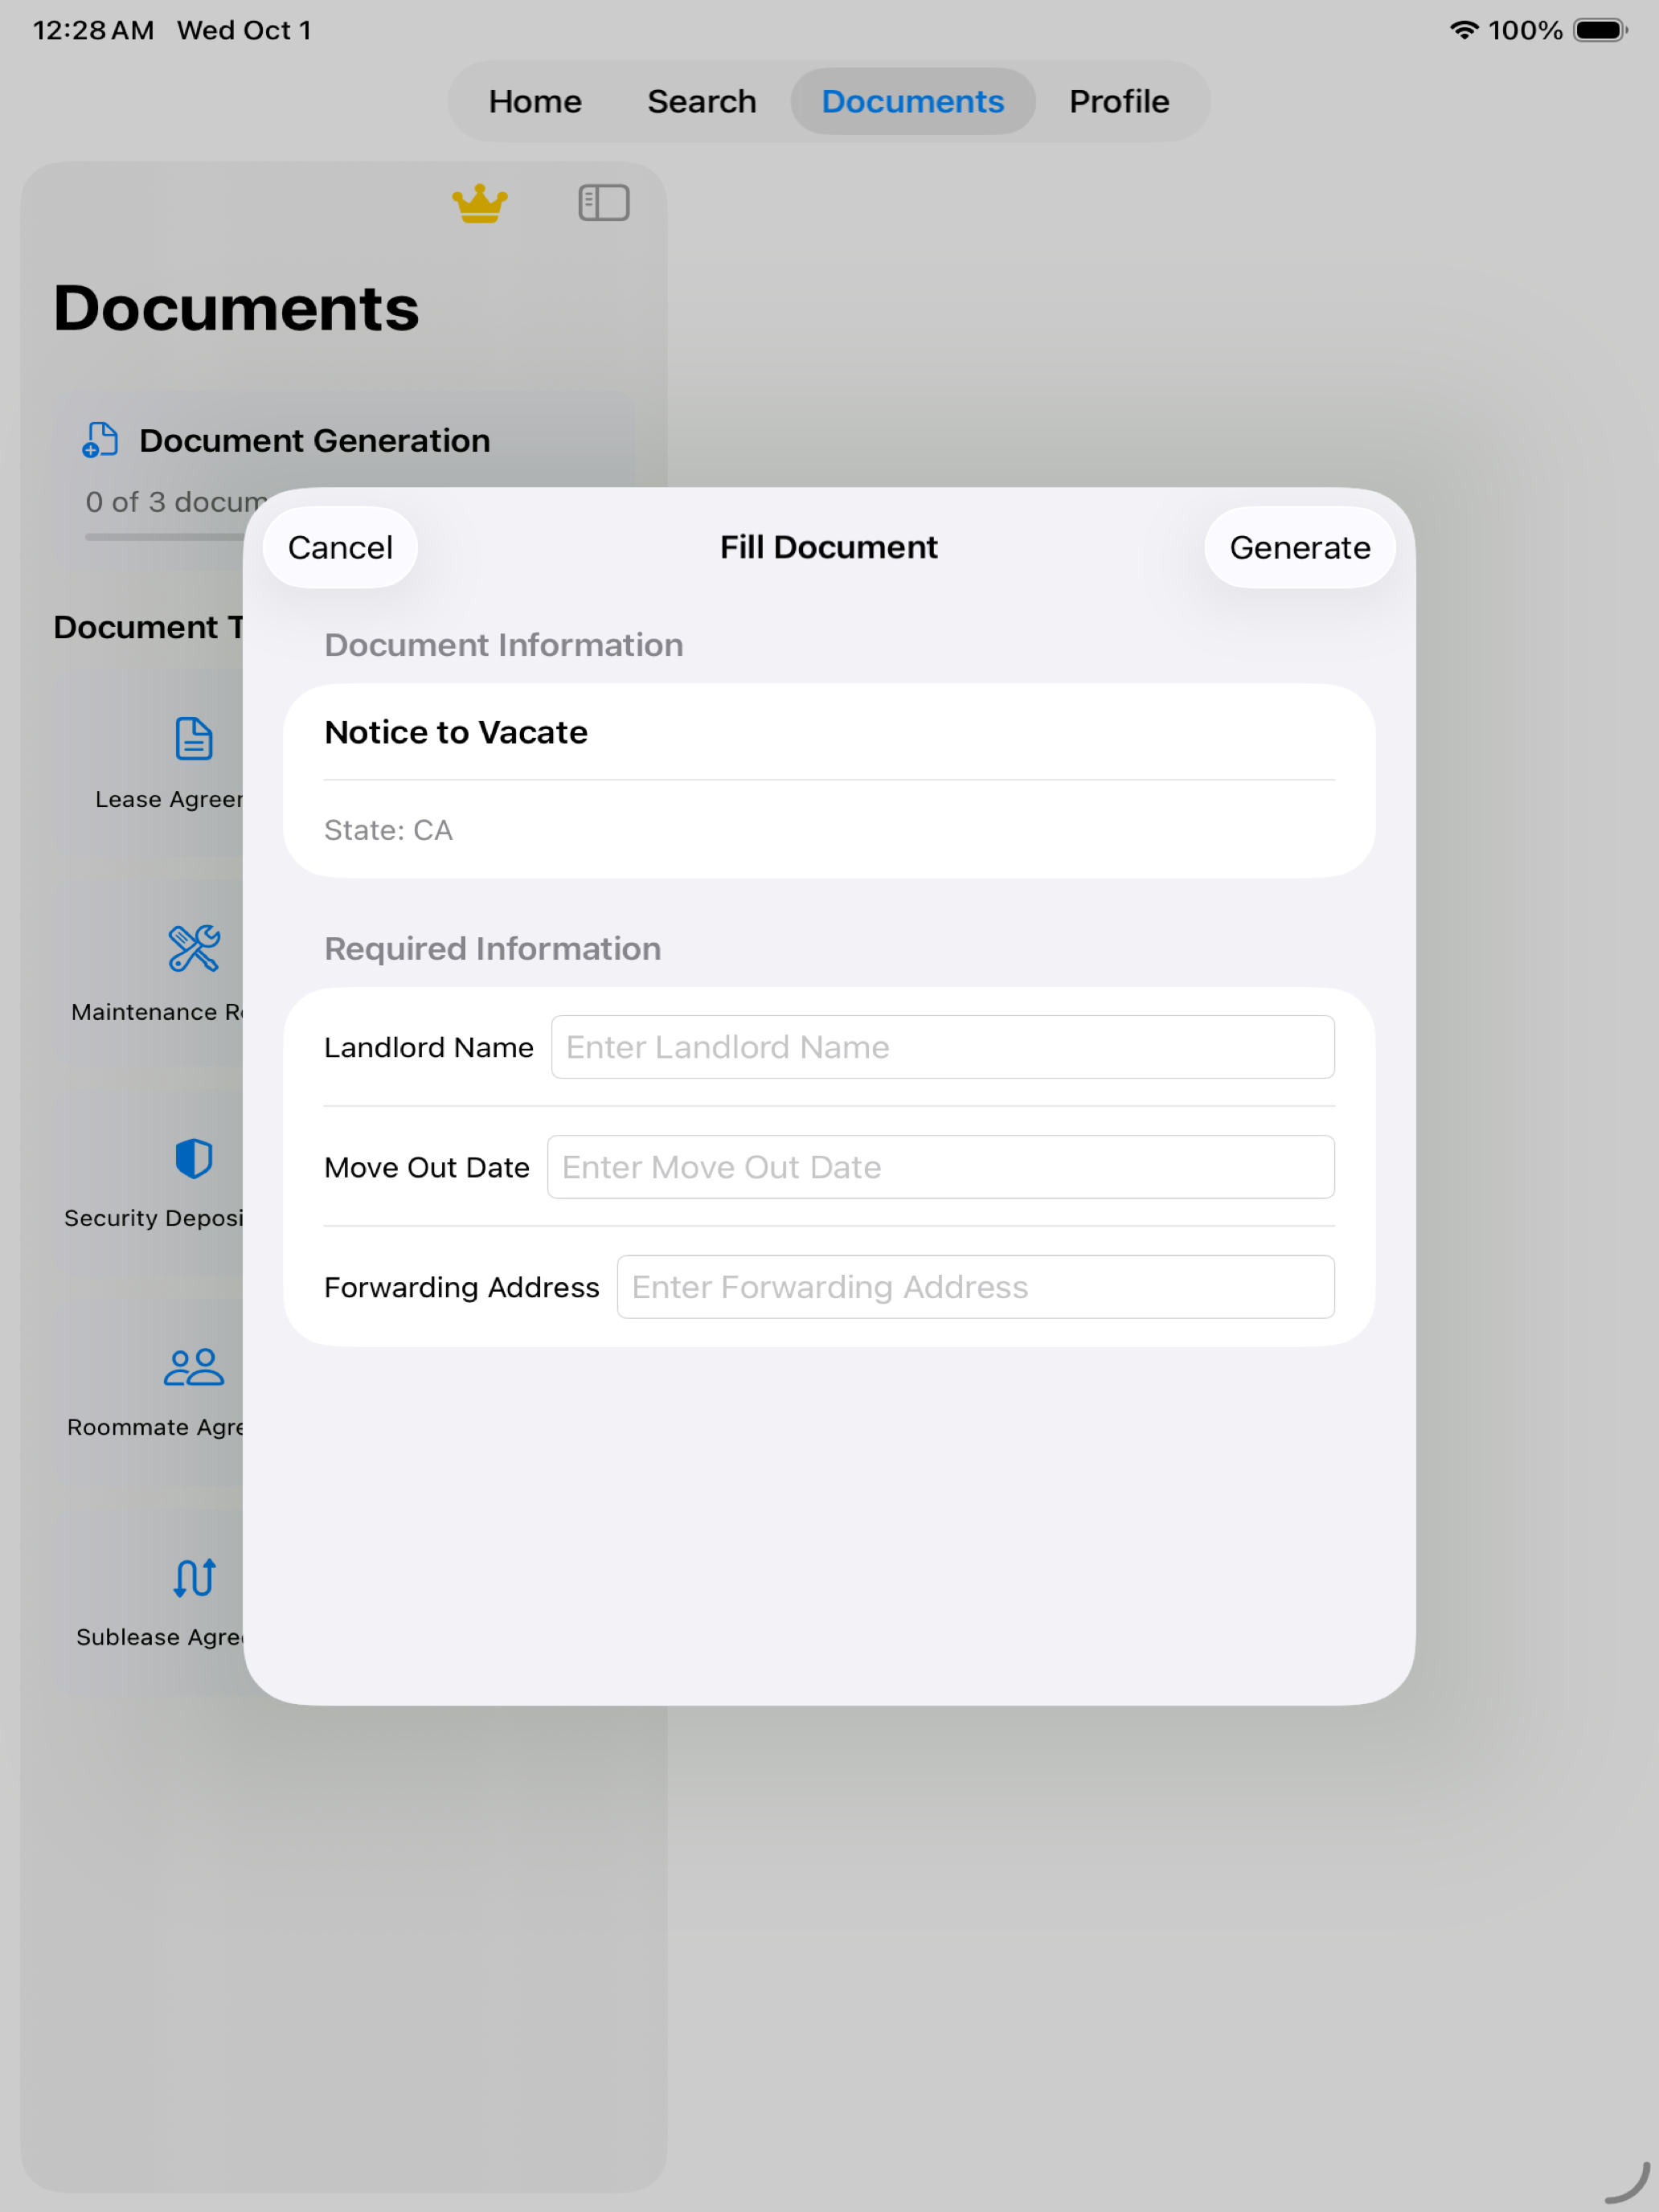 12:28 AM Wed Oct 1
100%
Home Search Documents Profile
Documents
Document Generation
0 of 3 docum
Cancel
Fill Document
Generate
Document T
Document Information
Notice to Vacate
State: CA
Lease Agreer
Required Information
Maintenance Re
Landlord Name Enter Landlord Name
Move Out Date Enter Move Out Date
Security Deposi
Forwarding Address Enter Forwarding Address
Roommate Agre
Sublease Agree